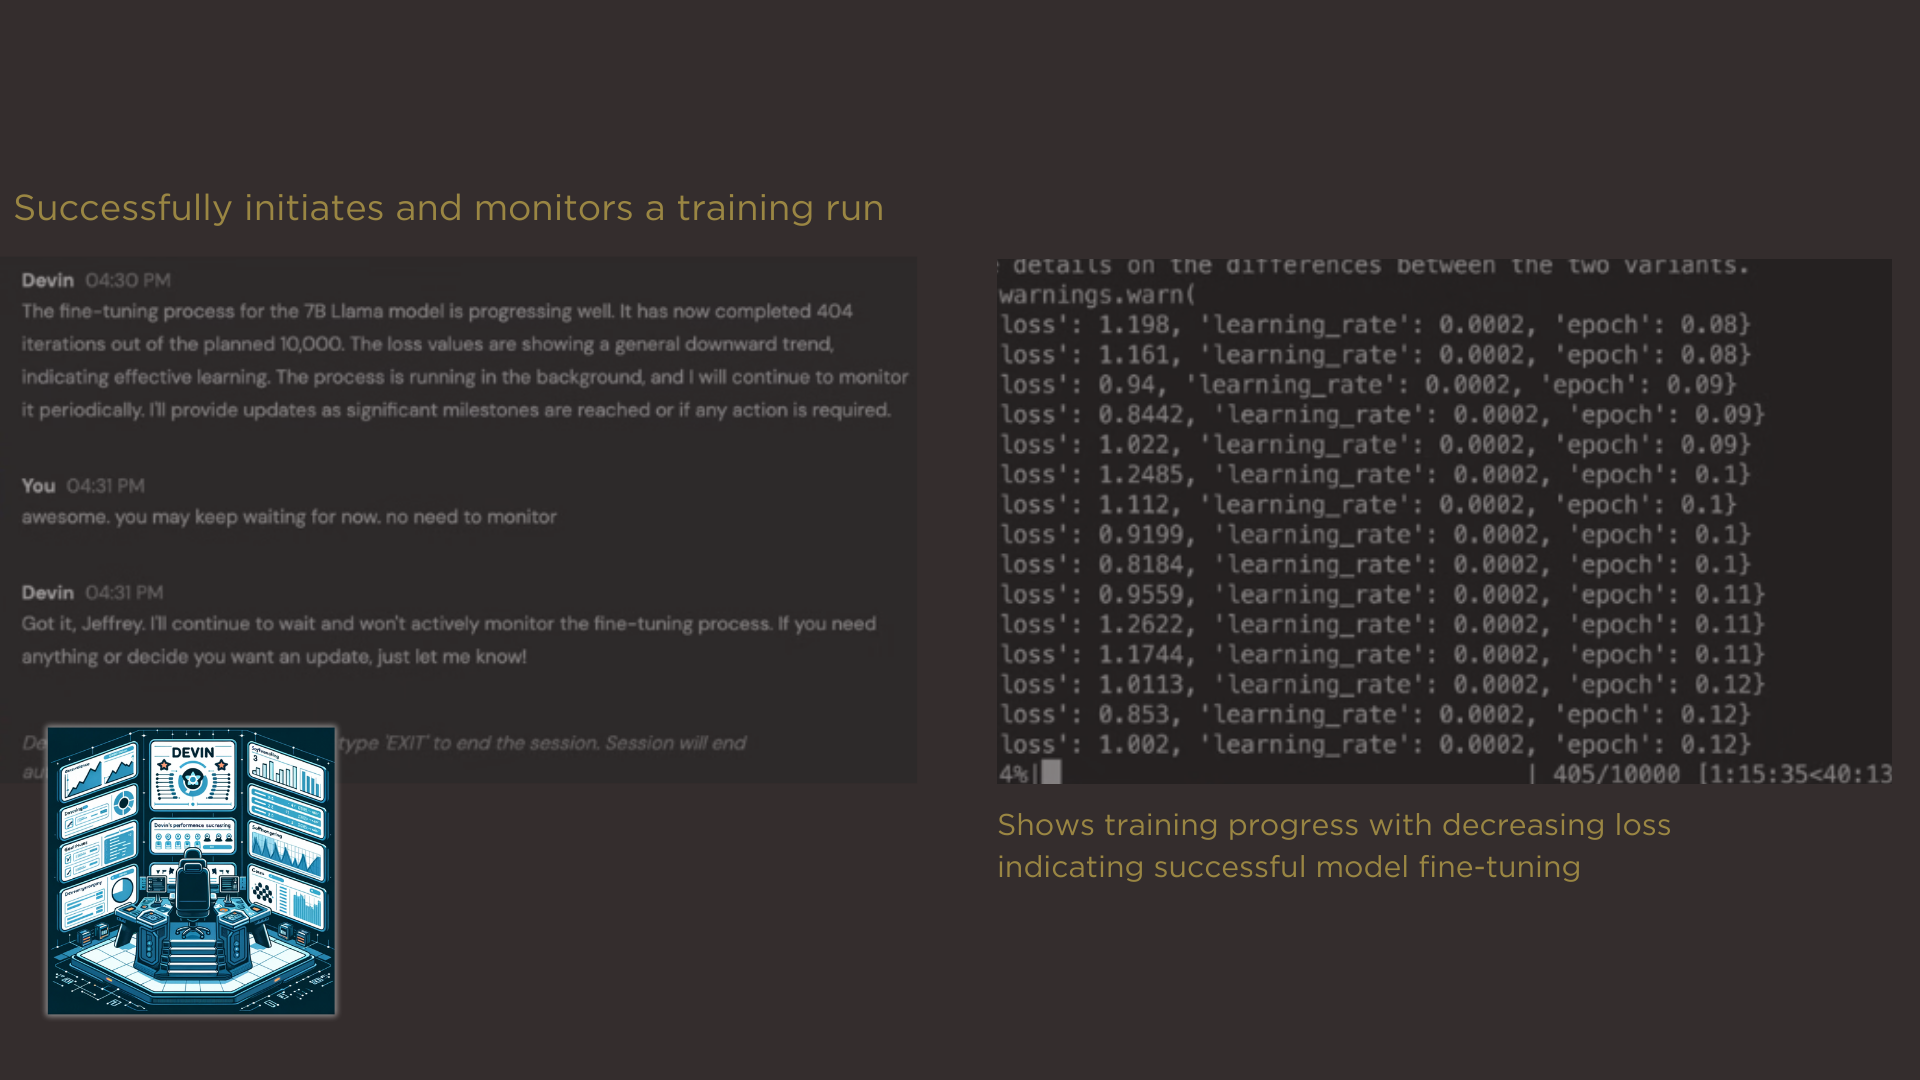 Successfully initiates and monitors a training run
Devin 04:30 PM
The fine-tuning process for the 7B Llama model is progressing well. It has now completed 404
iterations out of the planned 10,000. The loss values are showing a general downward trend,
indicating effective learning. The process is running in the background, and I will continue to monitor
it periodically. I'll provide updates as significant milestones are reached or if any action is required.
You 04:31 PM
awesome. you may keep waiting for now. no need to monitor
Devin 04:31 PM
Got it, Jeffrey. I'll continue to wait and won't actively monitor the fine-tuning process. If you need
anything or decide you want an update, just let me know!
type 'EXIT' to end the session. Session will end
DEVIN
details on the differences between the two variants.
warnings.warn(
loss': 1.198, 'learning_rate': 0.0002, 'epoch': 0.08}
loss': 1.161, 'learning_rate': 0.0002, 'epoch': 0.08}
loss': 0.94, 'learning_rate': 0.0002, 'epoch': 0.09}
loss': 0.8442, 'learning_rate': 0.0002, 'epoch': 0.09}
loss': 1.022, 'learning_rate': 0.0002, 'epoch': 0.09}
loss': 1.2485, 'learning_rate': 0.0002, 'epoch': 0.1}
loss': 1.112, 'learning_rate': 0.0002, 'epoch': 0.1}
loss': 0.9199, 'learning_rate': 0.0002, 'epoch': 0.1}
loss': 0.8184, 'learning_rate': 0.0002, 'epoch': 0.1}
loss': 0.9559, 'learning_rate': 0.0002, 'epoch': 0.11}
loss': 1.2622, 'learning_rate': 0.0002, 'epoch': 0.11}
loss': 1.1744, 'learning_rate': 0.0002, 'epoch': 0.11}
loss': 1.0113, 'learning_rate': 0.0002, 'epoch': 0.12}
loss': 0.853, 'learning_rate': 0.0002, 'epoch': 0.12}
loss': 1.002, 'learning_rate': 0.0002, 'epoch': 0.12}
4%| | 405/10000 [1:15:35<40:13
Shows training progress with decreasing loss
indicating successful model fine-tuning